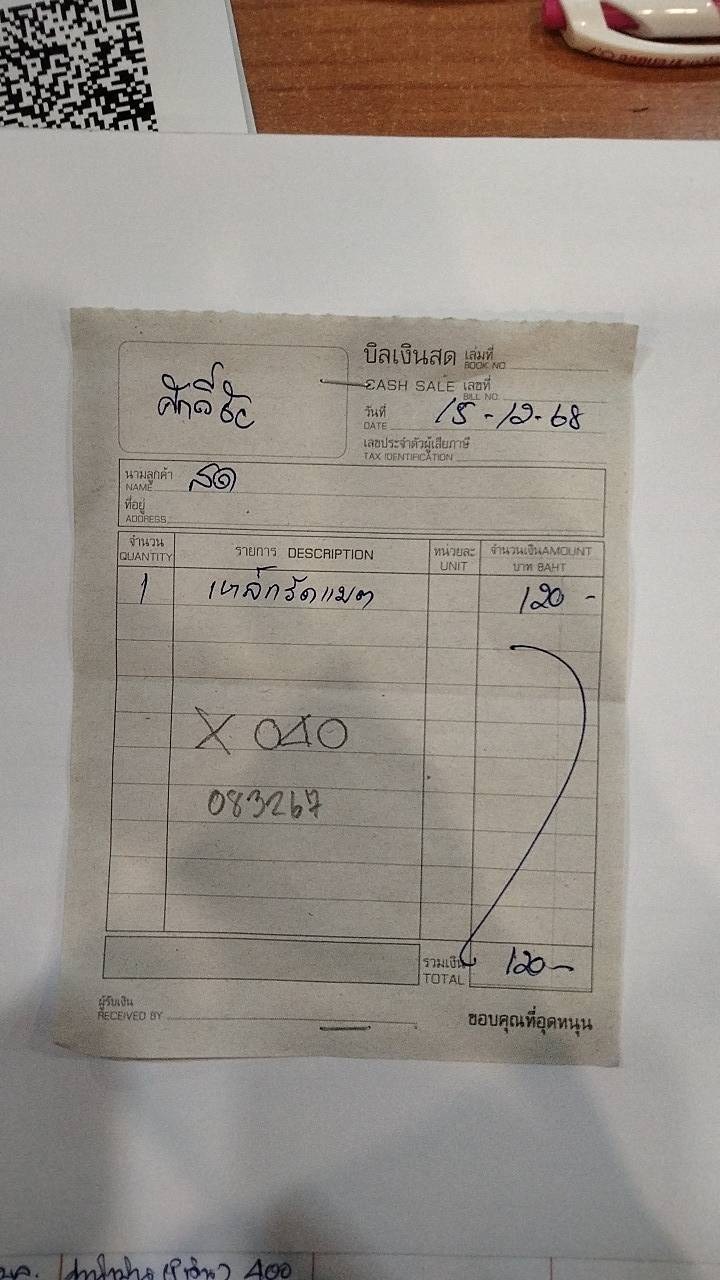 บิลเงินสด เล่มที่
BOOK NO.
CASH SALE เลขที่
BILL NO.
ศักดิ์ชัย
วันที่ 15-12-68
DATE
เลขประจำตัวผู้เสียภาษี
TAX IDENTIFICATION
นามลูกค้า สด
NAME
ที่อยู่
ADDRESS
จำนวน รายการ DESCRIPTION หน่วยละ จำนวนเงิน AMOUNT
QUANTITY UNIT บาท BAHT
1 เหล็กรัดแบต 120 -
X 040
083267
รวมเงิน 120 -
TOTAL
ผู้รับเงิน
RECEIVED BY
ขอบคุณที่อุดหนุน
400